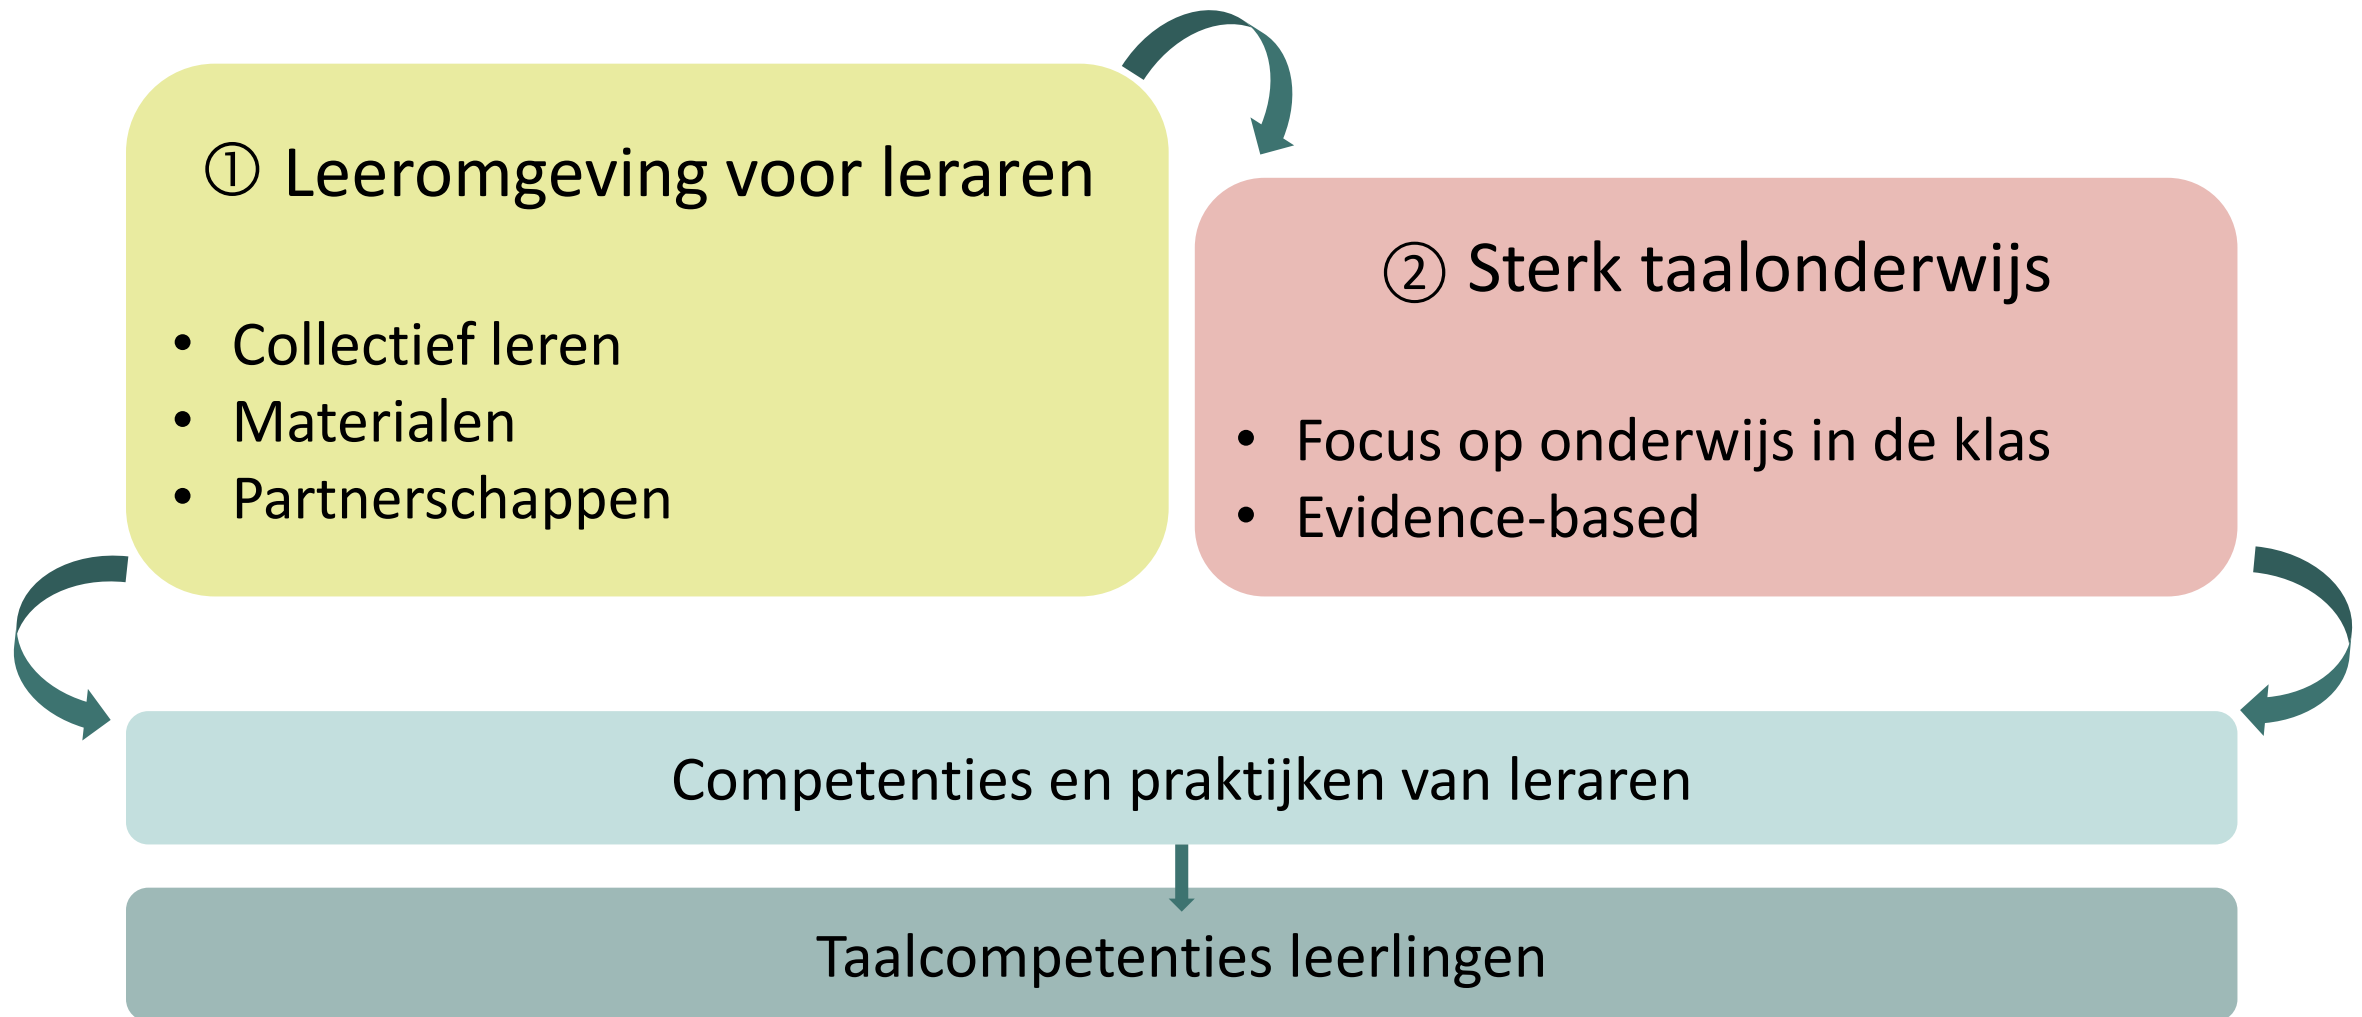 ① Leeromgeving voor leraren
• Collectief leren
• Materialen
• Partnerschappen
② Sterk taalonderwijs
• Focus op onderwijs in de klas
• Evidence-based
Competenties en praktijken van leraren
Taalcompetenties leerlingen